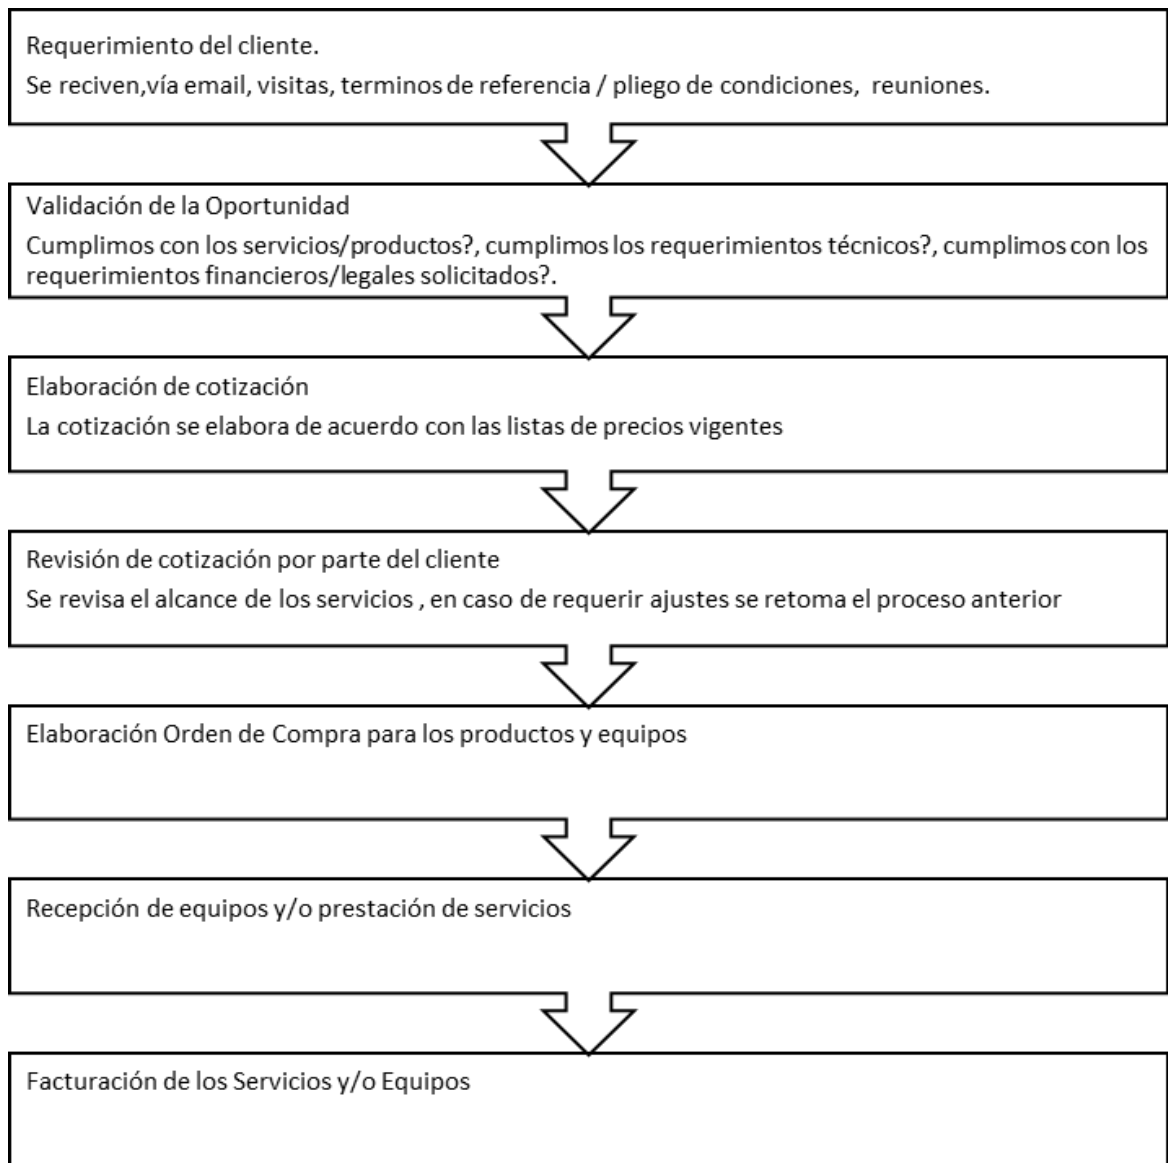 Requerimiento del cliente.
Se reciven,vía email, visitas, terminos de referencia / pliego de condiciones, reuniones.
Validación de la Oportunidad
Cumplimos con los servicios/productos?, cumplimos los requerimientos técnicos?, cumplimos con los
requerimientos financieros/legales solicitados?.
Elaboración de cotización
La cotización se elabora de acuerdo con las listas de precios vigentes
Revisión de cotización por parte del cliente
Se revisa el alcance de los servicios , en caso de requerir ajustes se retoma el proceso anterior
Elaboración Orden de Compra para los productos y equipos
Recepción de equipos y/o prestación de servicios
Facturación de los Servicios y/o Equipos